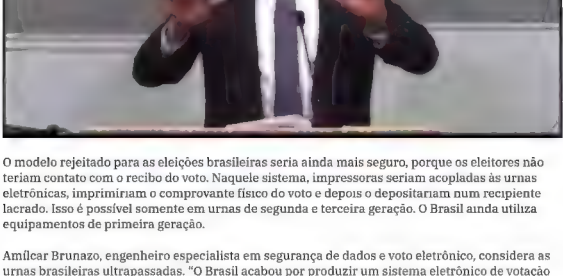 O modelo rejeitado para as eleições brasileiras seria ainda mais seguro, porque os eleitores não
teriam contato com o recibo do voto. Naquele sistema, impressoras seriam acopladas às urnas
eletrônicas, imprimiriam o comprovante físico do voto e depois o depositariam num recipiente
lacrado. Isso é possível somente em urnas de segunda e terceira geração. O Brasil ainda utiliza
equipamentos de primeira geração.
Amílcar Brunazo, engenheiro especialista em segurança de dados e voto eletrônico, considera as
urnas brasileiras ultrapassadas. “O Brasil acabou por produzir um sistema eletrônico de votação